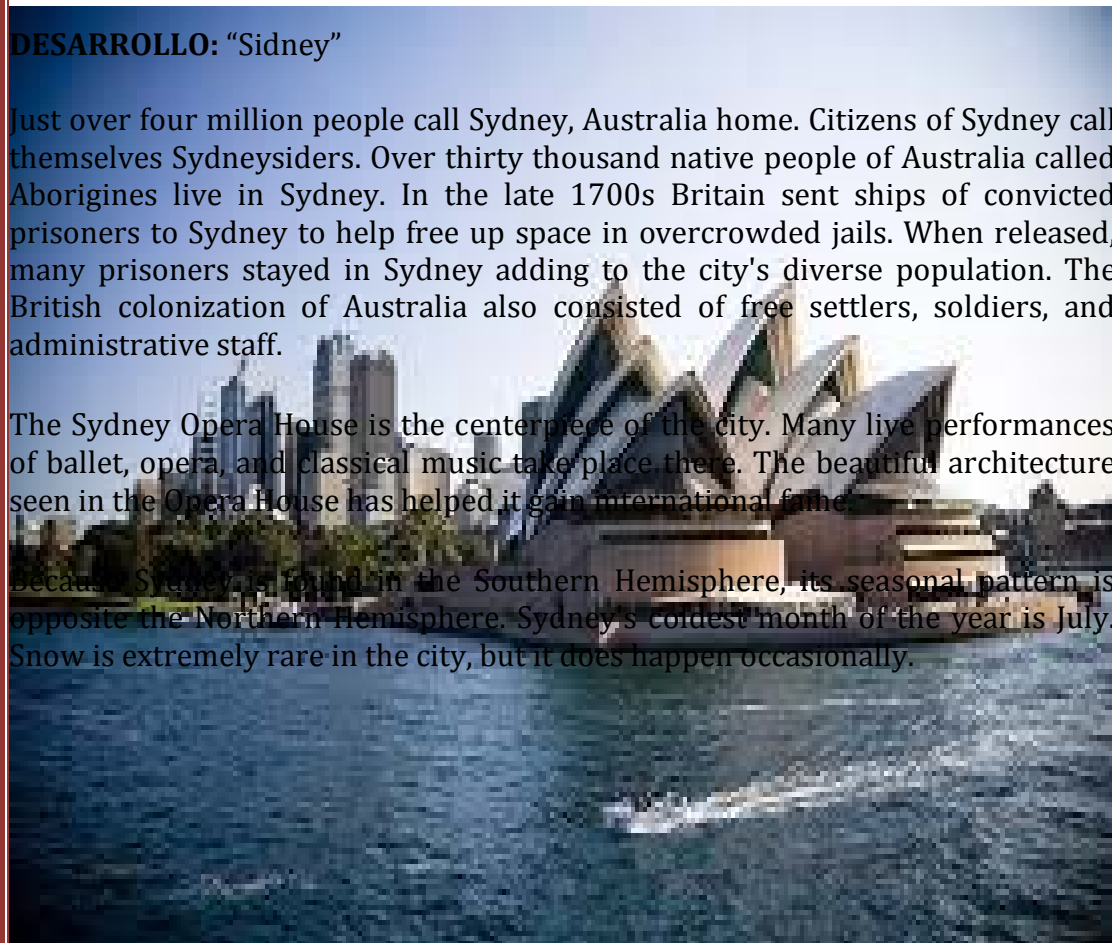 DESARROLLO: “Sidney”
Just over four million people call Sydney, Australia home. Citizens of Sydney call
themselves Sydneysiders. Over thirty thousand native people of Australia called
Aborigines live in Sydney. In the late 1700s Britain sent ships of convicted
prisoners to Sydney to help free up space in overcrowded jails. When released,
many prisoners stayed in Sydney adding to the city's diverse population. The
British colonization of Australia also consisted of free settlers, soldiers, and
administrative staff.
The Sydney Opera House is the centerpiece of the city. Many live performances
of ballet, opera, and classical music take place there. The beautiful architecture
seen in the Opera House has helped it gain international fame.
Because Sydney is found in the Southern Hemisphere, its seasonal pattern is
opposite the Northern Hemisphere. Sydney's coldest month of the year is July.
Snow is extremely rare in the city, but it does happen occasionally.